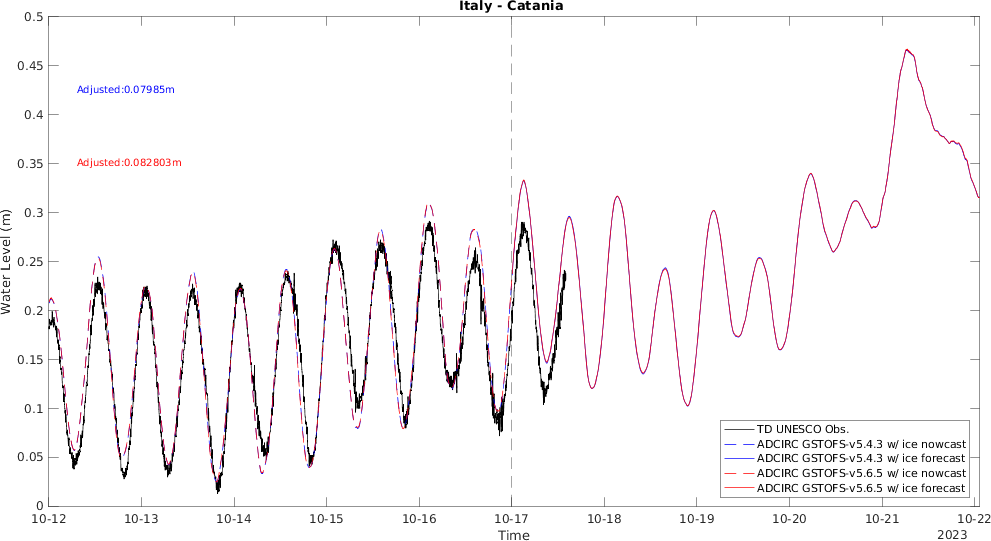 Italy - Catania
0.5
0.45
0.4
0.35
0.3
0.25
0.2
0.15
0.1
0.05
0
Water Level (m)
Adjusted:0.07985m
Adjusted:0.082803m
TD UNESCO Obs.
ADCIRC GSTOFS-v5.4.3 w/ ice nowcast
ADCIRC GSTOFS-v5.4.3 w/ ice forecast
ADCIRC GSTOFS-v5.6.5 w/ ice nowcast
ADCIRC GSTOFS-v5.6.5 w/ ice forecast
10-12 10-13 10-14 10-15 10-16 10-17 10-18 10-19 10-20 10-21 10-22
Time
2023